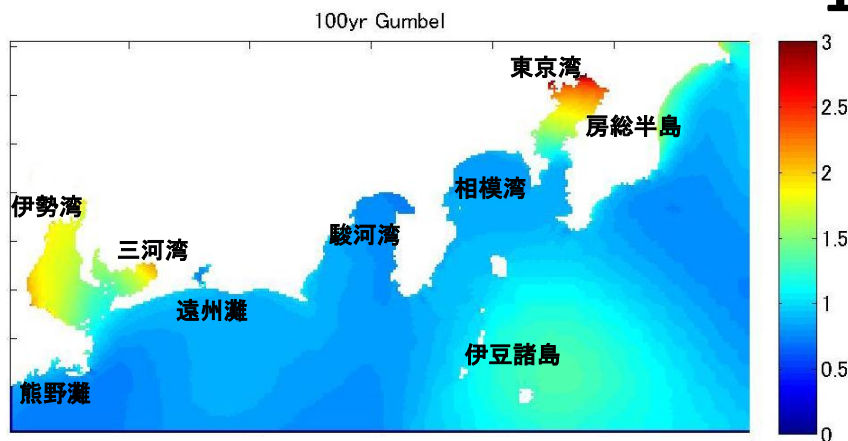 100yr Gumbel
東京湾
房総半島
相模湾
伊勢湾
駿河湾
三河湾
遠州灘
伊豆諸島
熊野灘
3
2.5
2
1.5
1
0.5
0